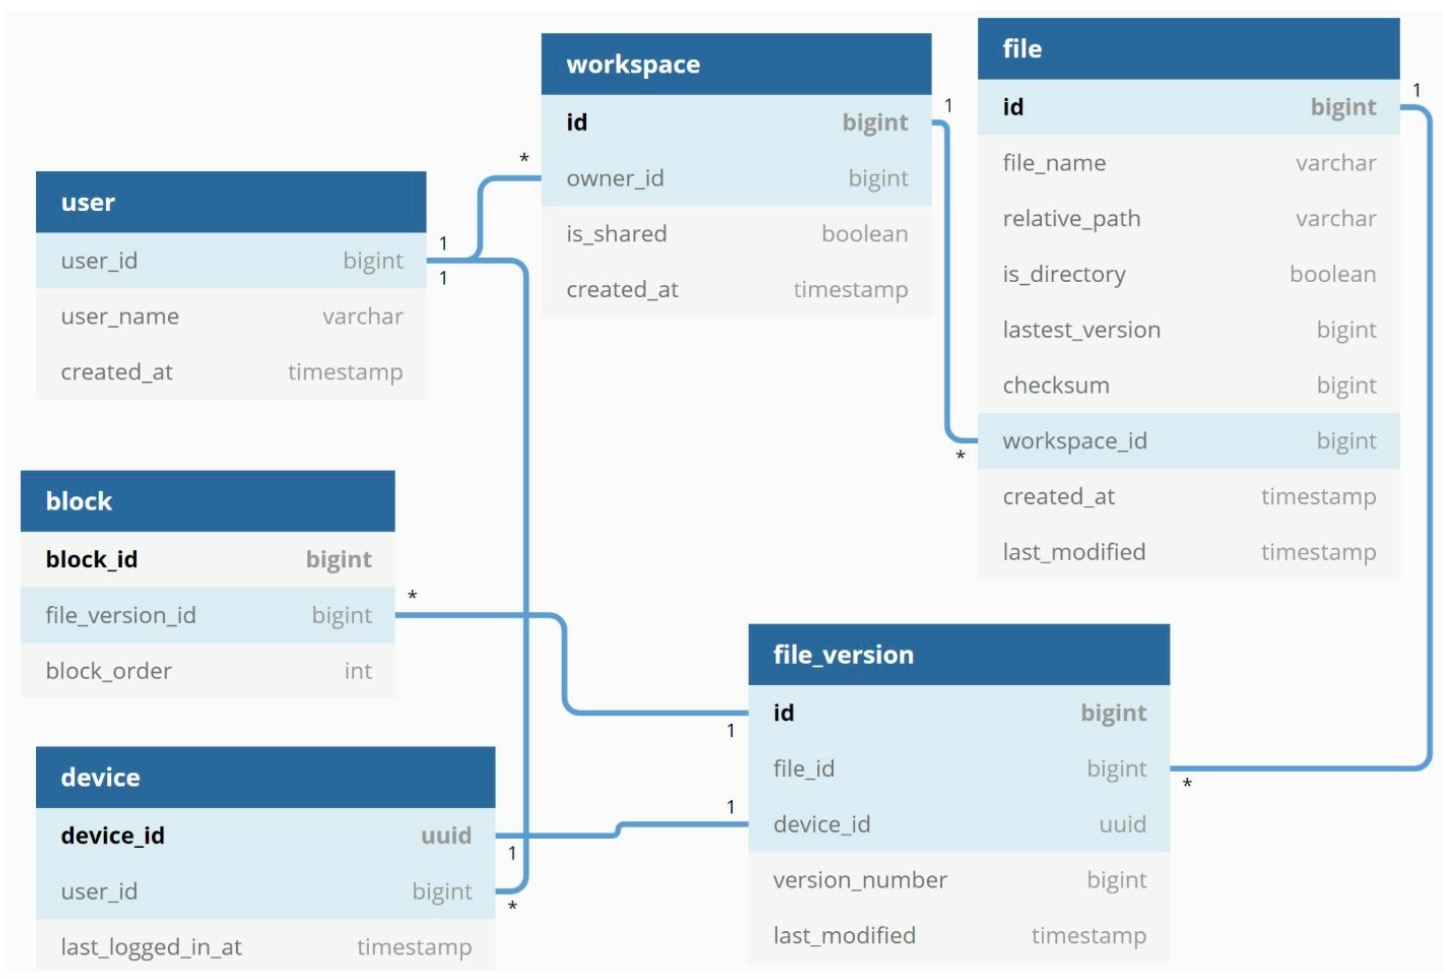 user
user_id bigint
user_name varchar
created_at timestamp
1
1
workspace
id bigint
owner_id bigint
is_shared boolean
created_at timestamp
*
1
file
id bigint
file_name varchar
relative_path varchar
is_directory boolean
lastest_version bigint
checksum bigint
workspace_id bigint
created_at timestamp
last_modified timestamp
1
*
block
block_id bigint
file_version_id bigint
block_order int
*
file_version
id bigint
file_id bigint
device_id uuid
version_number bigint
last_modified timestamp
1
1
*
device
device_id uuid
user_id bigint
last_logged_in_at timestamp
1
*